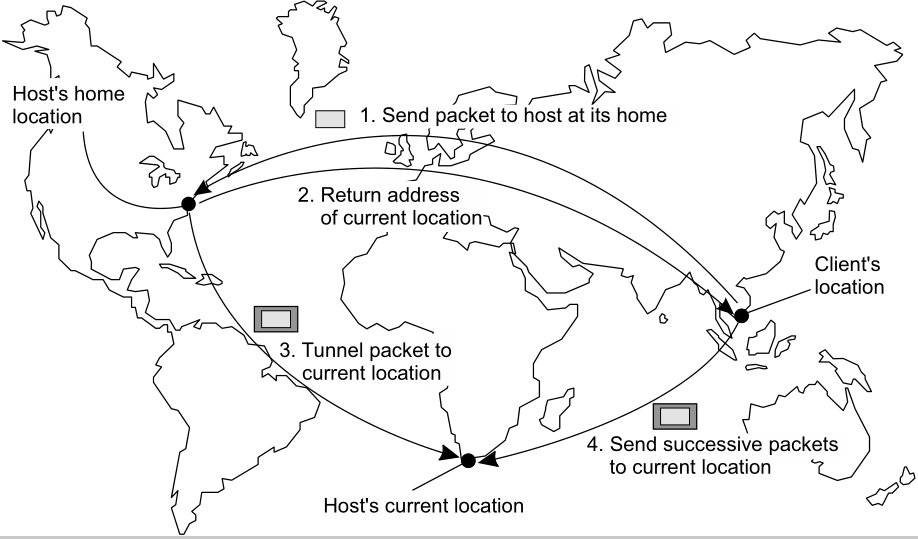 Host's home
location
1. Send packet to host at its home
2. Return address
of current location
Client's
location
3. Tunnel packet to
current location
4. Send successive packets
to current location
Host's current location